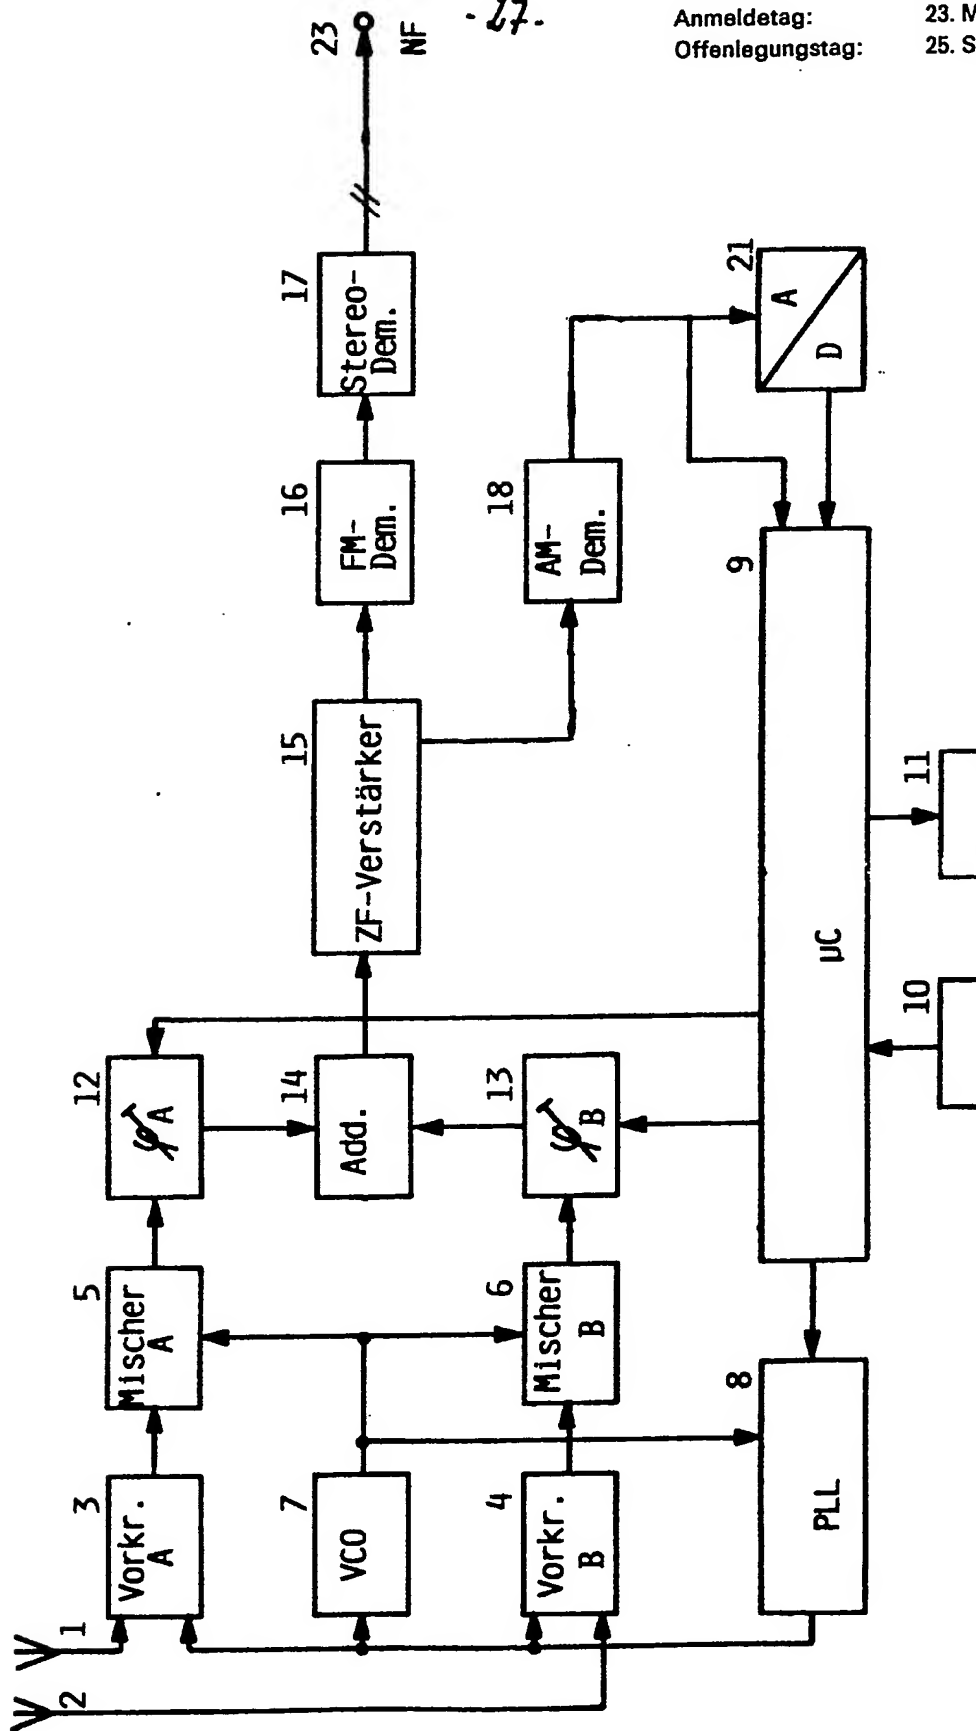 - 27. -
Anmeldetag: 23. M
Offenlegungstag: 25. S
23
NF
17
Stereo-
Dem.
16
FM-
Dem.
15
ZF-Verstärker
18
AM-
Dem.
21
A
D
12
φ A
14
Add.
13
φ B
9
µC
11
10
5
Mischer
A
6
Mischer
B
3
Vorkr.
A
7
VCO
4
Vorkr.
B
8
PLL
1
2